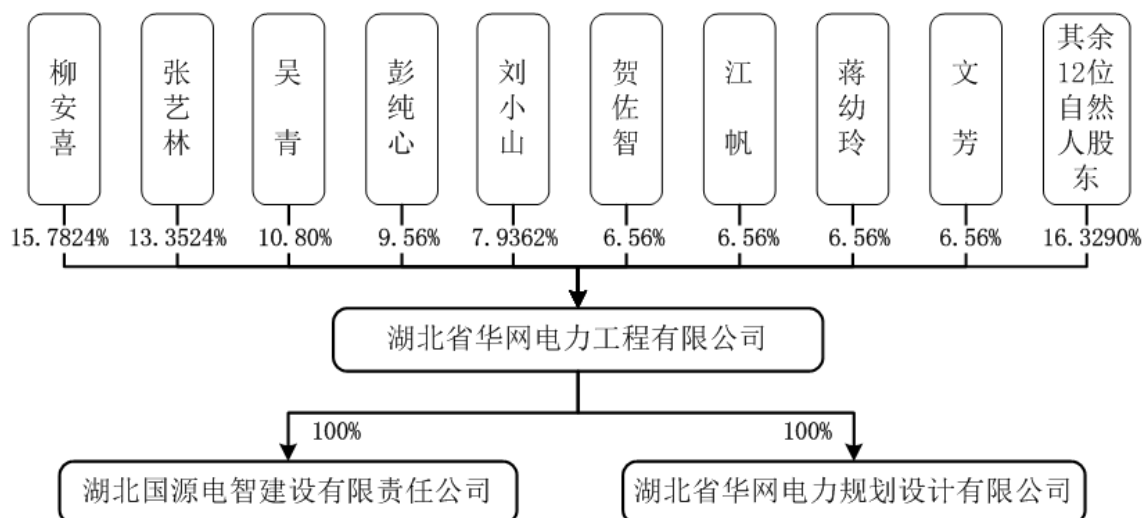 柳安喜
张艺林
吴青
彭纯心
刘小山
贺佐智
江帆
蒋幼玲
文芳
其余12位自然人股东
15.7824%
13.3524%
10.80%
9.56%
7.9362%
6.56%
6.56%
6.56%
6.56%
16.3290%
湖北省华网电力工程有限公司
100%
100%
湖北国源电智建设有限责任公司
湖北省华网电力规划设计有限公司